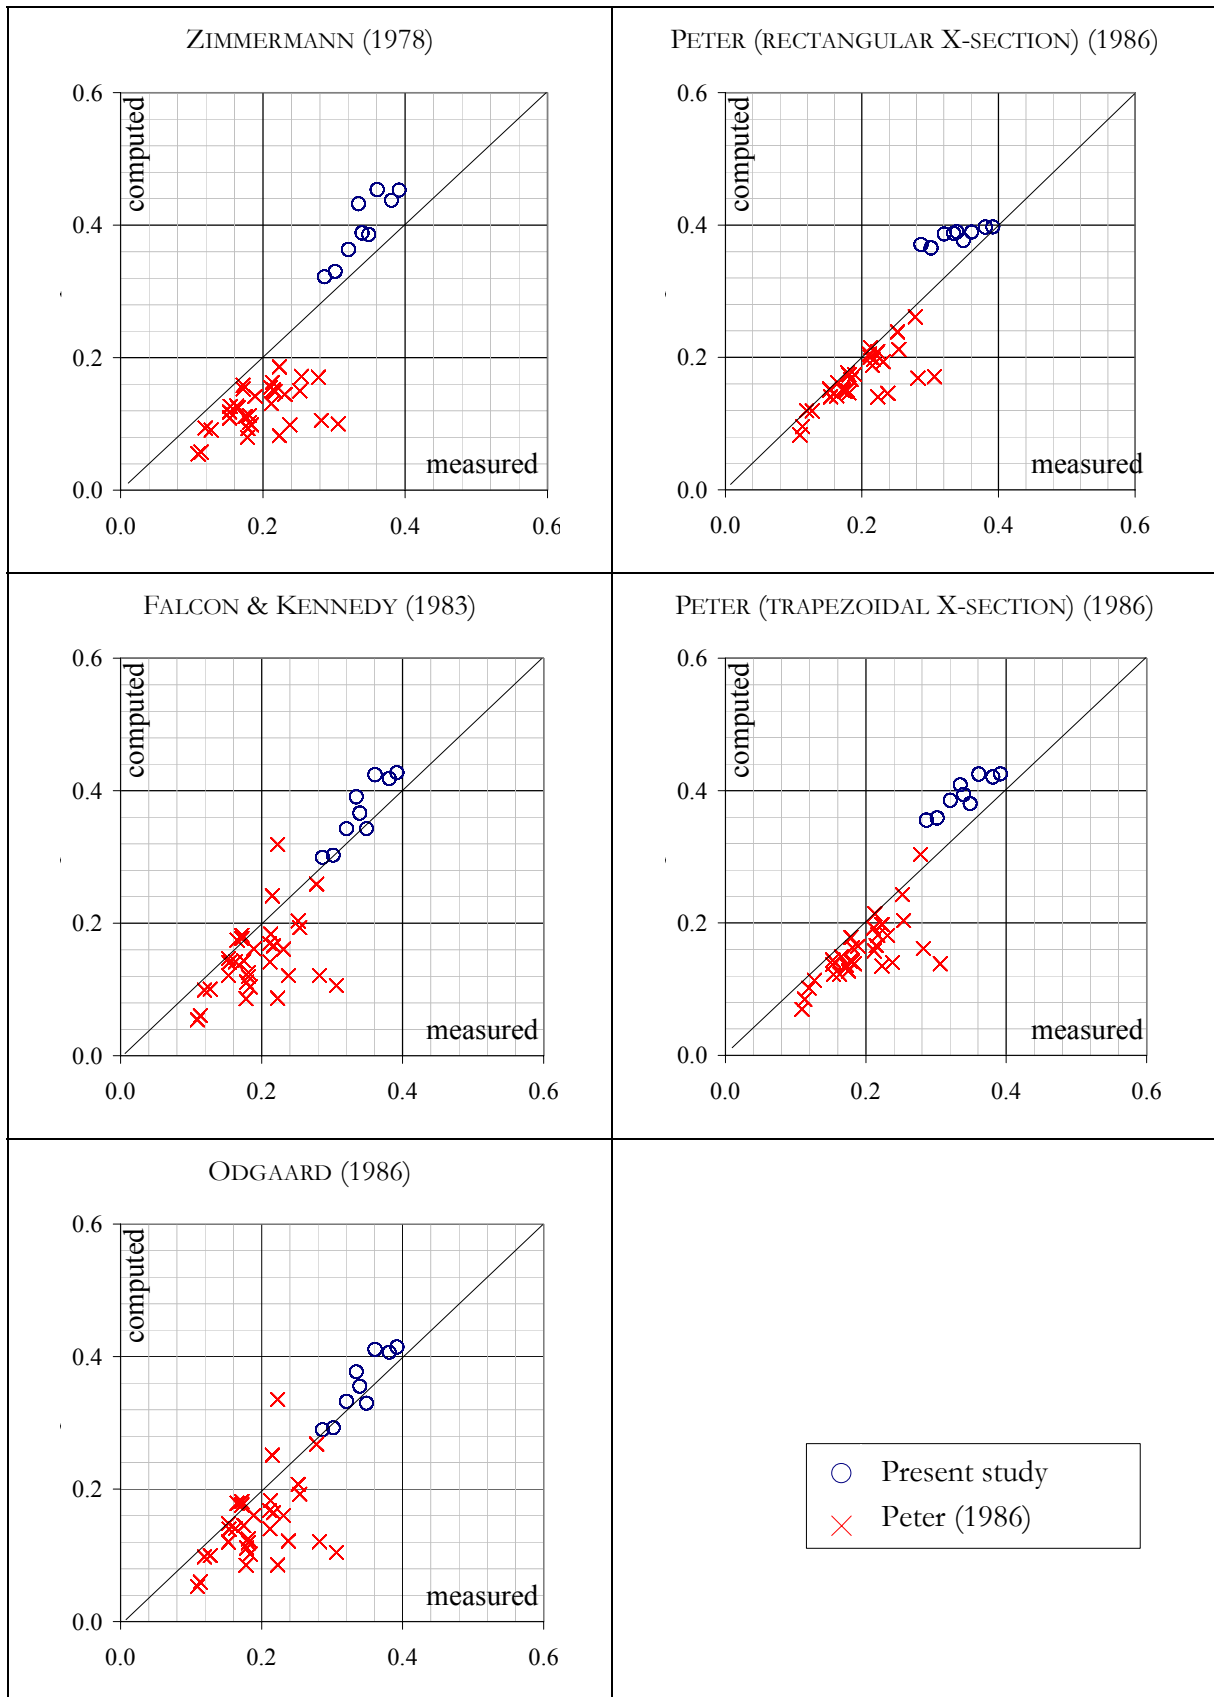 ZIMMERMANN (1978)
0.6
computed
0.4
0.2
measured
0.0
0.0 0.2 0.4 0.6
PETER (RECTANGULAR X-SECTION) (1986)
0.6
computed
0.4
0.2
measured
0.0
0.0 0.2 0.4 0.6
FALCON & KENNEDY (1983)
0.6
computed
0.4
0.2
measured
0.0
0.0 0.2 0.4 0.6
PETER (TRAPEZOIDAL X-SECTION) (1986)
0.6
computed
0.4
0.2
measured
0.0
0.0 0.2 0.4 0.6
ODGAARD (1986)
0.6
computed
0.4
0.2
measured
0.0
0.0 0.2 0.4 0.6
Present study
Peter (1986)